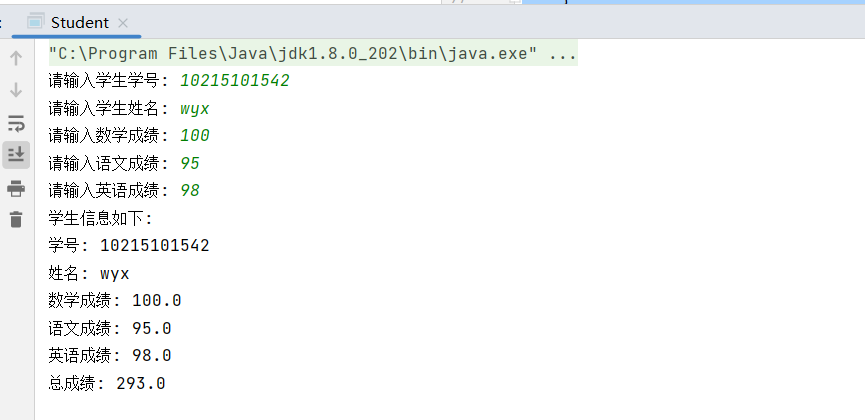 Student
"C:\Program Files\Java\jdk1.8.0_202\bin\java.exe" ...
请输入学生学号: 10215101542
请输入学生姓名: wyx
请输入数学成绩: 100
请输入语文成绩: 95
请输入英语成绩: 98
学生信息如下:
学号: 10215101542
姓名: wyx
数学成绩: 100.0
语文成绩: 95.0
英语成绩: 98.0
总成绩: 293.0